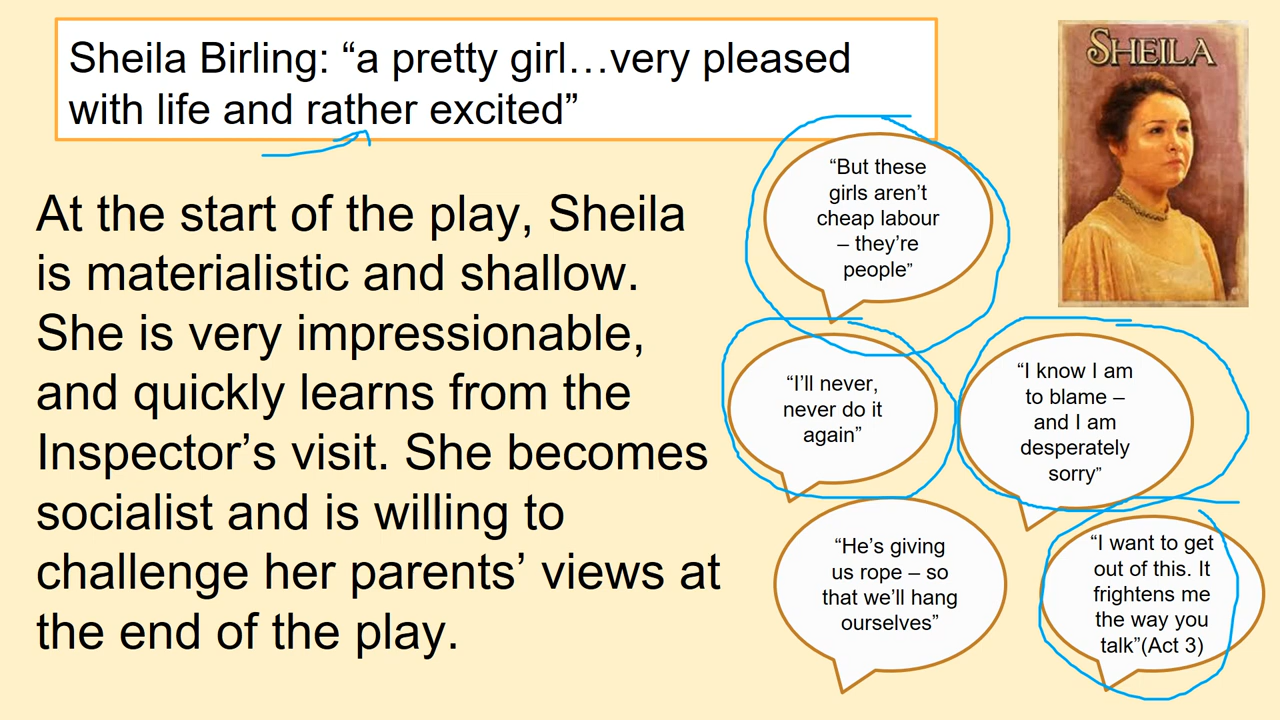 Sheila Birling: “a pretty girl…very pleased
with life and rather excited”
SHEILA
At the start of the play, Sheila
is materialistic and shallow.
She is very impressionable,
and quickly learns from the
Inspector’s visit. She becomes
socialist and is willing to
challenge her parents’ views at
the end of the play.
“But these
girls aren’t
cheap labour
– they’re
people”
“I’ll never,
never do it
again”
“I know I am
to blame –
and I am
desperately
sorry”
“He’s giving
us rope – so
that we’ll hang
ourselves”
“I want to get
out of this. It
frightens me
the way you
talk”(Act 3)